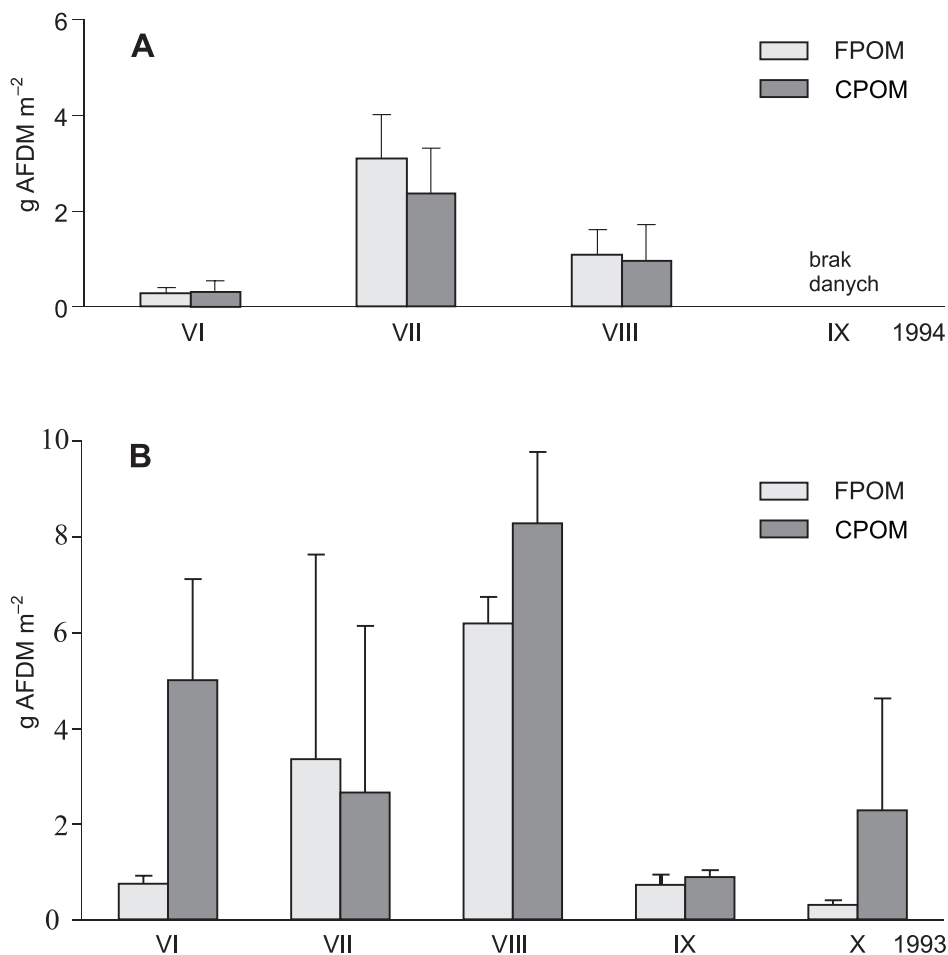 A
FPOM
CPOM
g AFDM m⁻²
6
4
2
0
brak
danych
VI VII VIII IX 1994
B
FPOM
CPOM
g AFDM m⁻²
10
8
6
4
2
0
VI VII VIII IX X 1993